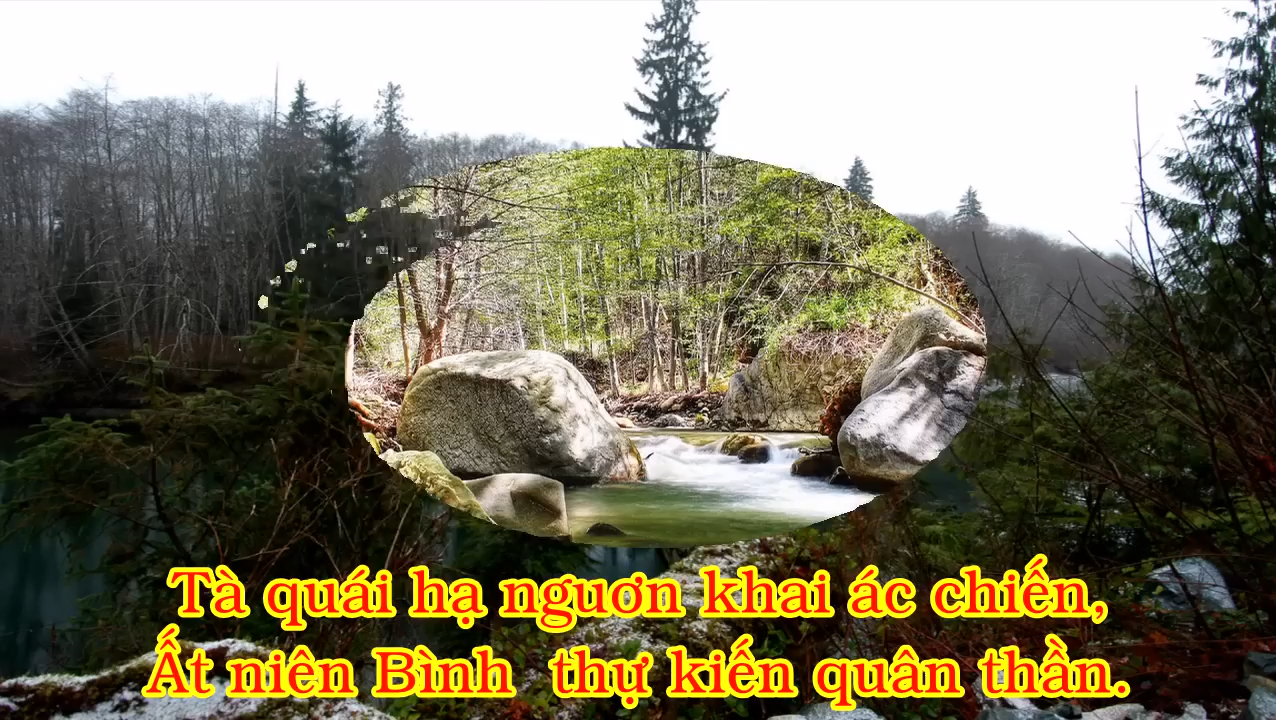 Tà quái hạ nguơn khai ác chiến,
Ất niên Bình  thự kiến quân thần.